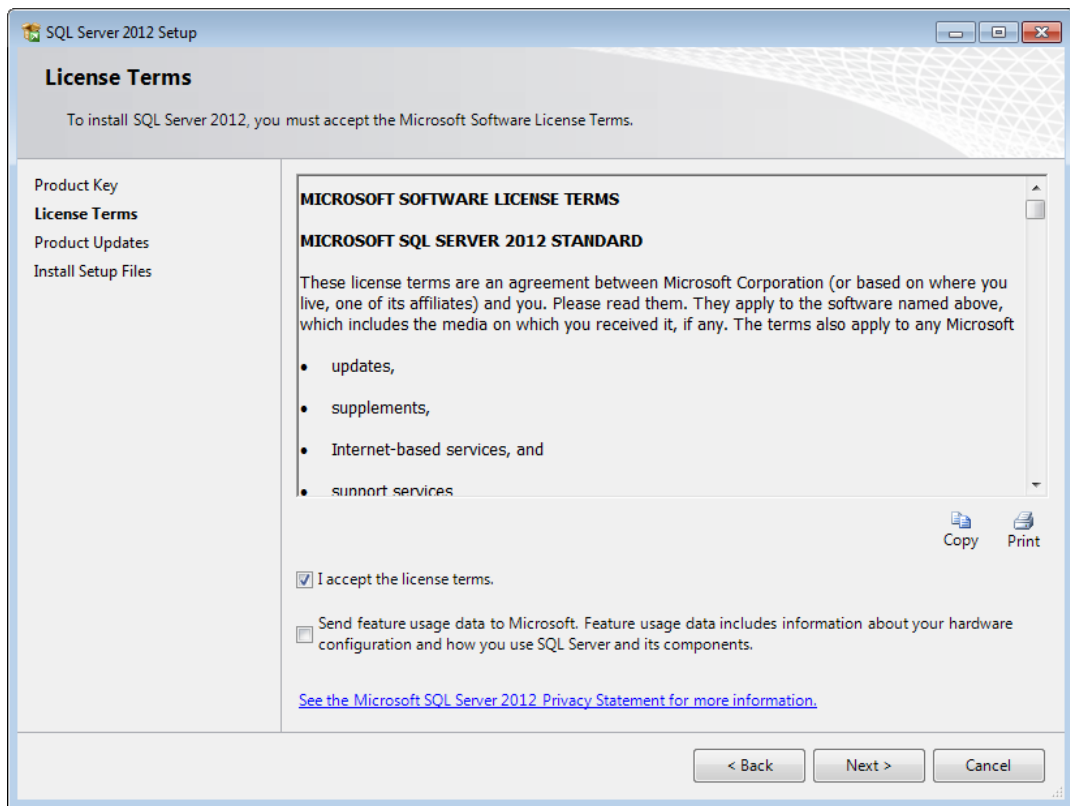 SQL Server 2012 Setup
License Terms
To install SQL Server 2012, you must accept the Microsoft Software License Terms.
Product Key
License Terms
Product Updates
Install Setup Files
MICROSOFT SOFTWARE LICENSE TERMS
MICROSOFT SQL SERVER 2012 STANDARD
These license terms are an agreement between Microsoft Corporation (or based on where you
live, one of its affiliates) and you. Please read them. They apply to the software named above,
which includes the media on which you received it, if any. The terms also apply to any Microsoft
• updates,
• supplements,
• Internet-based services, and
• support services
Copy
Print
I accept the license terms.
Send feature usage data to Microsoft. Feature usage data includes information about your hardware
configuration and how you use SQL Server and its components.
See the Microsoft SQL Server 2012 Privacy Statement for more information.
< Back
Next >
Cancel